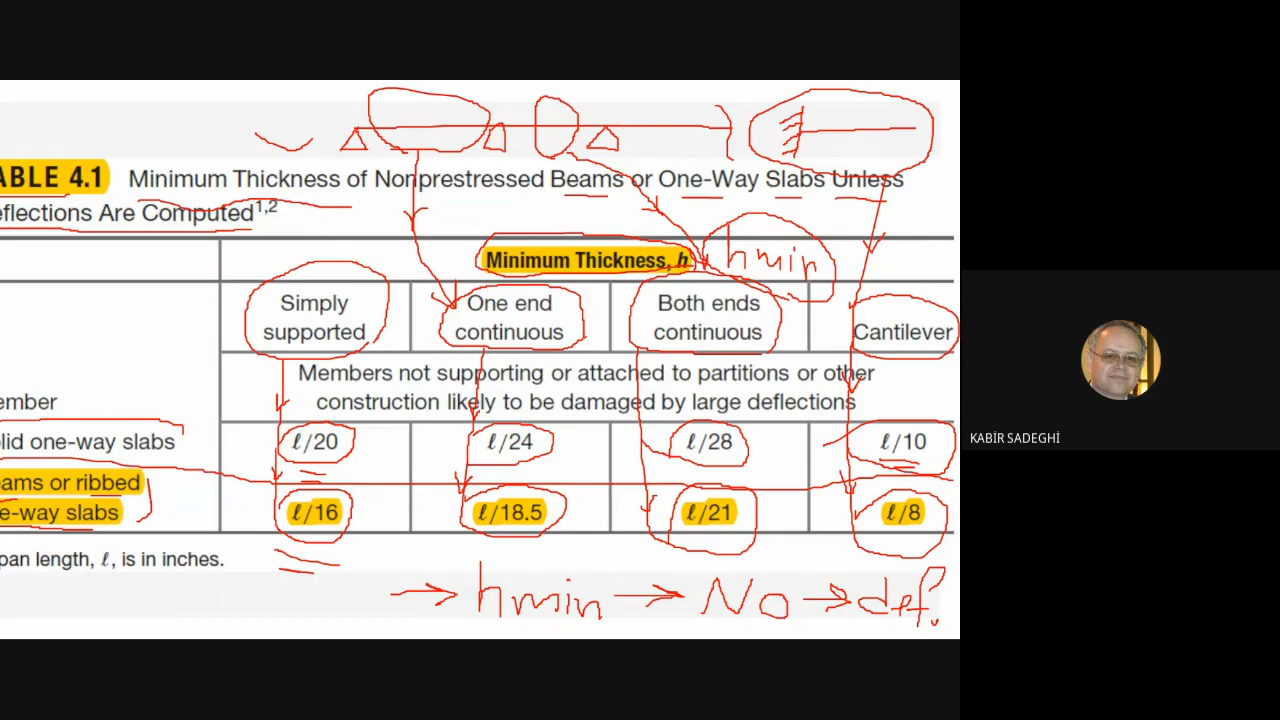 ABLE 4.1 Minimum Thickness of Nonprestressed Beams or One-Way Slabs Unless
eflections Are Computed1,2
Minimum Thickness, h hmin
Simply supported
One end continuous
Both ends continuous
Cantilever
ember
Members not supporting or attached to partitions or other
construction likely to be damaged by large deflections
lid one-way slabs ℓ/20 ℓ/24 ℓ/28 ℓ/10
eams or ribbed
e-way slabs ℓ/16 ℓ/18.5 ℓ/21 ℓ/8
pan length, ℓ, is in inches.
→ hmin → No → def.
KABİR SADEGHİ